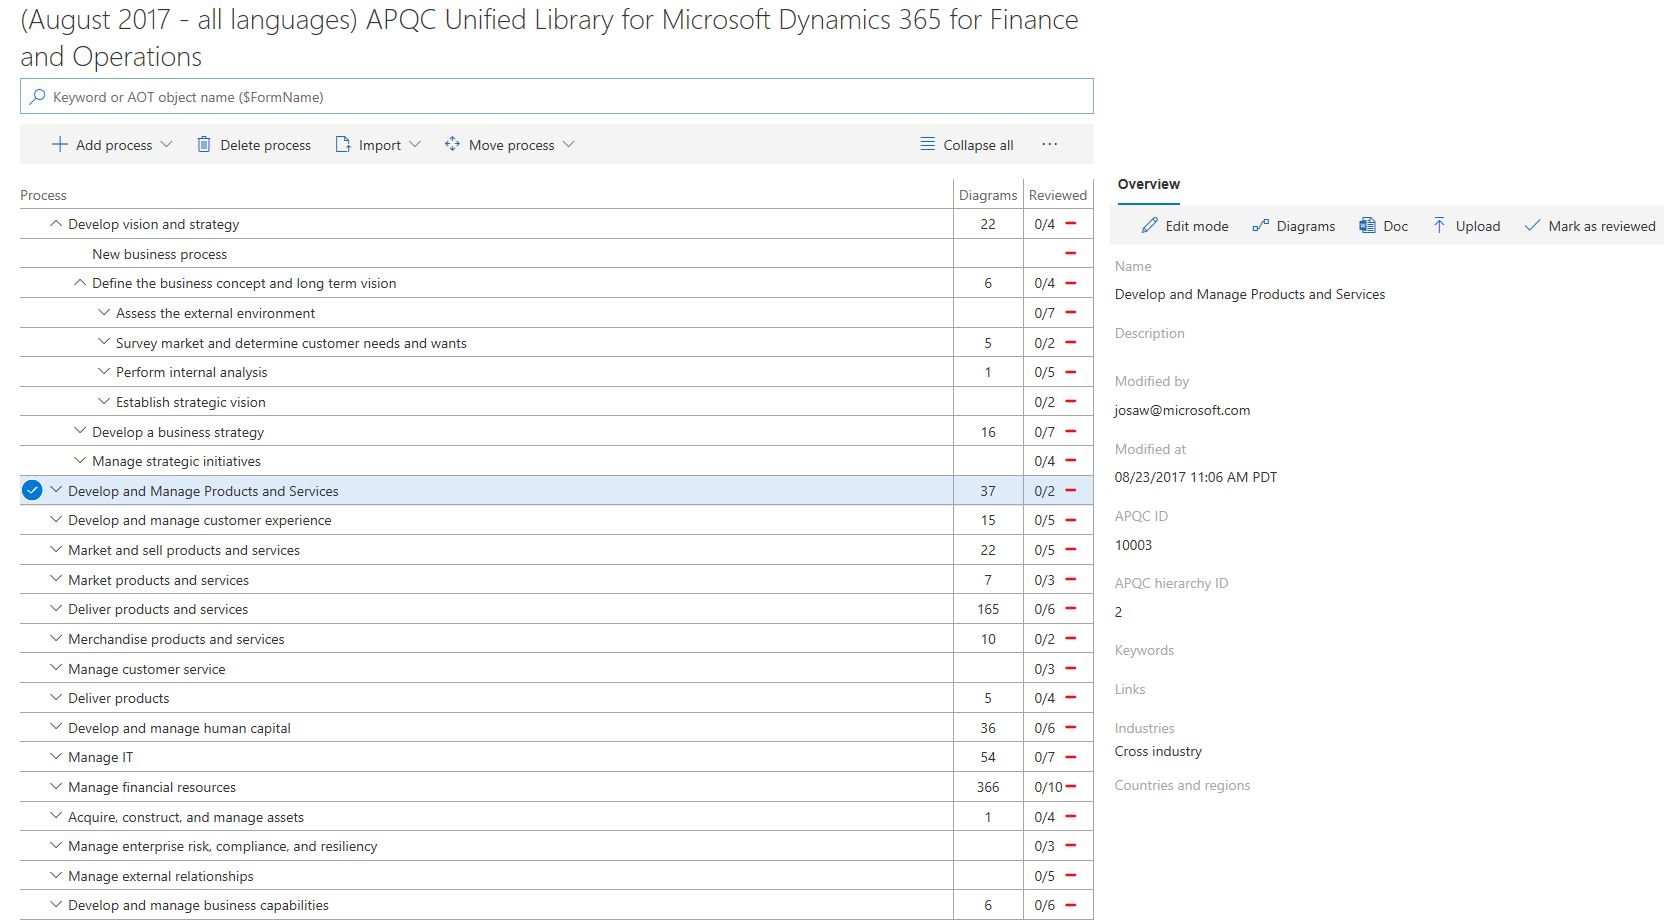 (August 2017 - all languages) APQC Unified Library for Microsoft Dynamics 365 for Finance
and Operations
Keyword or AOT object name ($FormName)
Add process
Delete process
Import
Move process
Collapse all
...
Process Diagrams Reviewed
Develop vision and strategy 22 0/4
New business process
Define the business concept and long term vision 6 0/4
Assess the external environment 0/7
Survey market and determine customer needs and wants 5 0/2
Perform internal analysis 1 0/5
Establish strategic vision 0/2
Develop a business strategy 16 0/7
Manage strategic initiatives 0/4
Develop and Manage Products and Services 37 0/2
Develop and manage customer experience 15 0/5
Market and sell products and services 22 0/5
Market products and services 7 0/3
Deliver products and services 165 0/6
Merchandise products and services 10 0/2
Manage customer service 0/3
Deliver products 5 0/4
Develop and manage human capital 36 0/6
Manage IT 54 0/7
Manage financial resources 366 0/10
Acquire, construct, and manage assets 1 0/4
Manage enterprise risk, compliance, and resiliency 0/3
Manage external relationships 0/5
Develop and manage business capabilities 6 0/6
Overview
Edit mode
Diagrams
Doc
Upload
Mark as reviewed
Name
Develop and Manage Products and Services
Description
Modified by
josaw@microsoft.com
Modified at
08/23/2017 11:06 AM PDT
APQC ID
10003
APQC hierarchy ID
2
Keywords
Links
Industries
Cross industry
Countries and regions